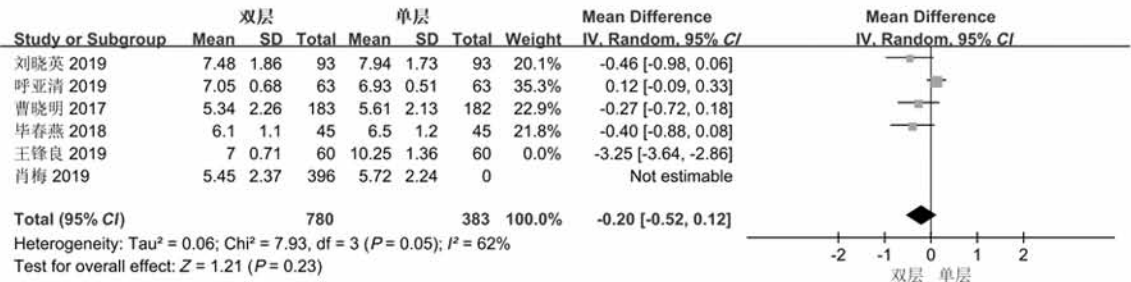 双层 单层 Mean Difference Mean Difference
Study or Subgroup Mean SD Total Mean SD Total Weight IV, Random, 95% CI IV, Random, 95% CI
刘晓英 2019 7.48 1.86 93 7.94 1.73 93 20.1% -0.46 [-0.98, 0.06]
呼亚清 2019 7.05 0.68 63 6.93 0.51 63 35.3% 0.12 [-0.09, 0.33]
曹晓明 2017 5.34 2.26 183 5.61 2.13 182 22.9% -0.27 [-0.72, 0.18]
毕春燕 2018 6.1 1.1 45 6.5 1.2 45 21.8% -0.40 [-0.88, 0.08]
王锋良 2019 7 0.71 60 10.25 1.36 60 0.0% -3.25 [-3.64, -2.86]
肖梅 2019 5.45 2.37 396 5.72 2.24 0 Not estimable
Total (95% CI) 780 383 100.0% -0.20 [-0.52, 0.12]
Heterogeneity: Tau² = 0.06; Chi² = 7.93, df = 3 (P = 0.05); I² = 62%
Test for overall effect: Z = 1.21 (P = 0.23)
-2 -1 0 1 2
双层 单层